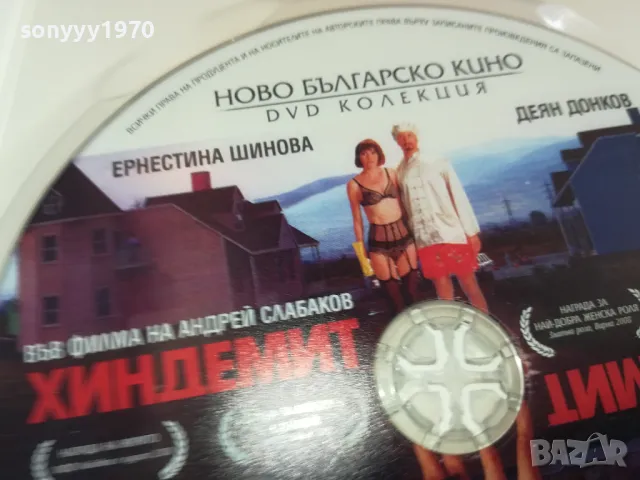 sonyyy1970
ВСИЧКИ ПРАВА НА ПРОДУЦЕНТА И НА НОСИТЕЛИТЕ НА АВТОРСКИТЕ ПРАВА ВЪРХУ ЗАПИСАНИТЕ ПРОИЗВЕДЕНИЯ СА ЗАПАЗЕНИ
НОВО БЪЛГАРСКО КИНО
DVD КОЛЕКЦИЯ
ЕРНЕСТИНА ШИНОВА
ДЕЯН ДОНКОВ
ВЪВ ФИЛМА НА АНДРЕЙ СЛАБАКОВ
ХИНДЕМИТ
НАГРАДА ЗА
НАЙ-ДОБРА ЖЕНСКА РОЛЯ
BAZAR